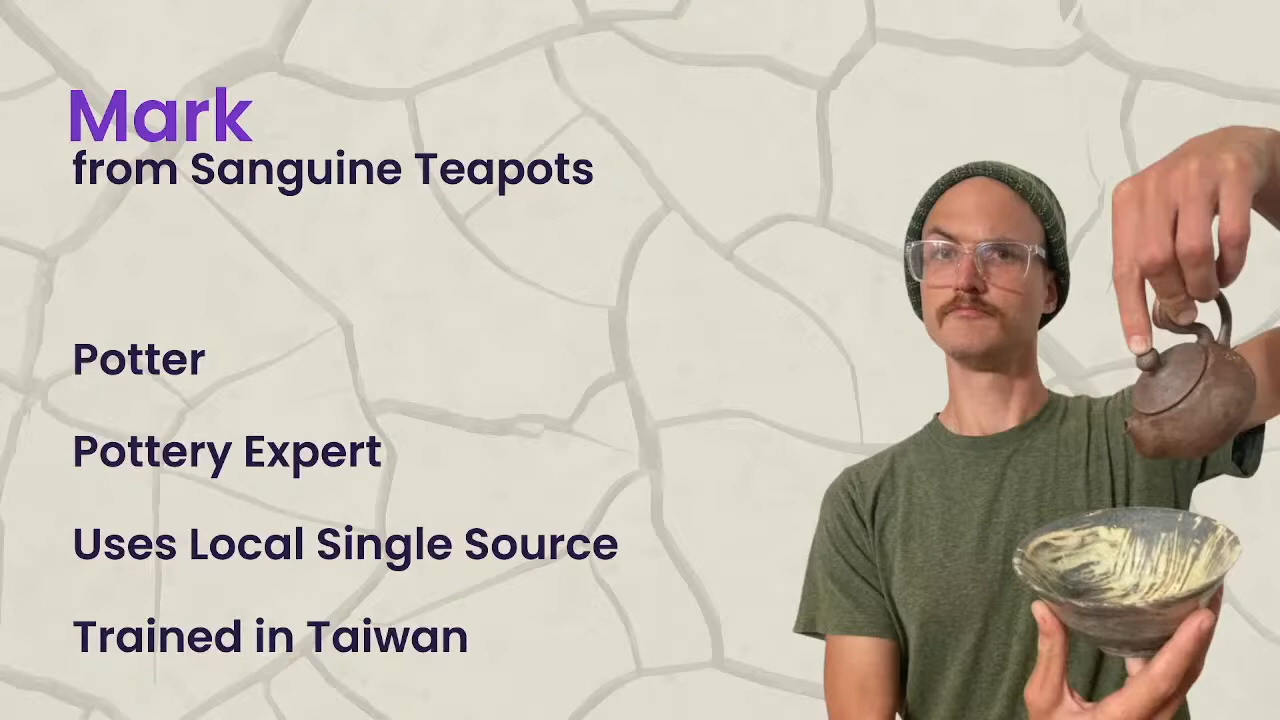 Mark
from Sanguine Teapots
Potter
Pottery Expert
Uses Local Single Source
Trained in Taiwan